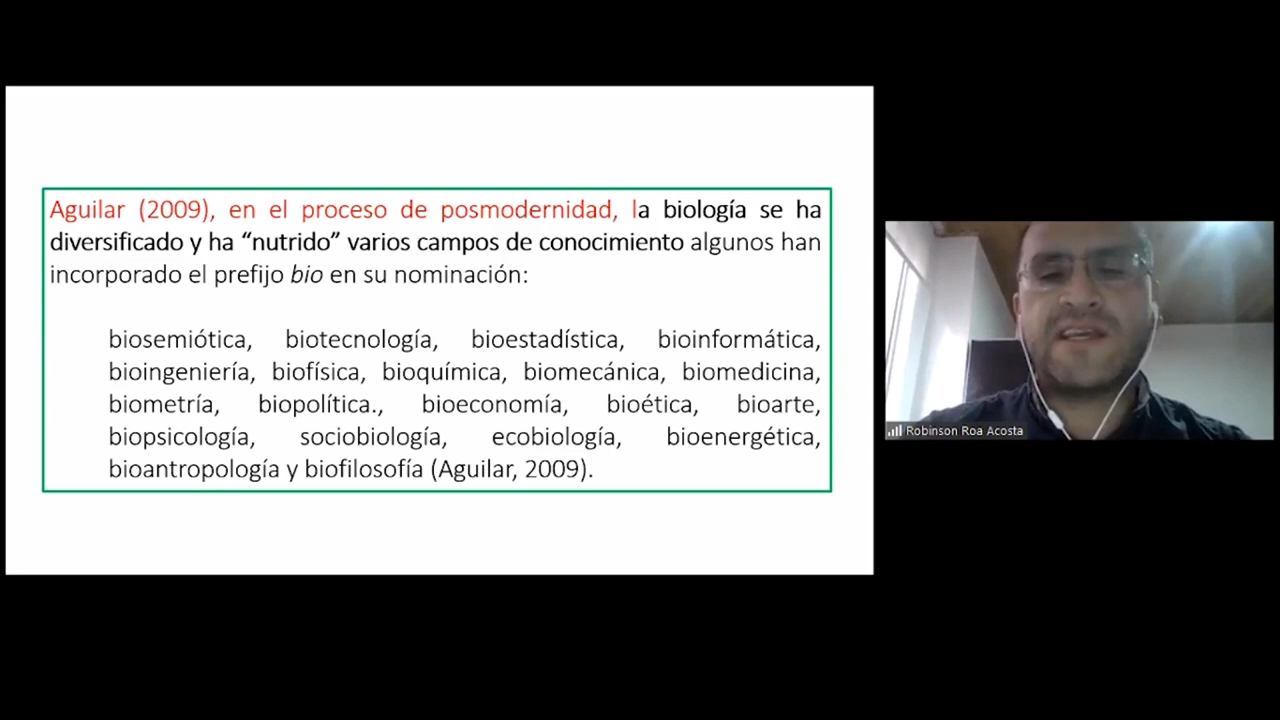 Aguilar (2009), en el proceso de posmodernidad, la biología se ha
diversificado y ha “nutrido” varios campos de conocimiento algunos han
incorporado el prefijo bio en su nominación:
biosemiótica, biotecnología, bioestadística, bioinformática,
bioingeniería, biofísica, bioquímica, biomecánica, biomedicina,
biometría, biopolítica., bioeconomía, bioética, bioarte,
biopsicología, sociobiología, ecobiología, bioenergética,
bioantropología y biofilosofía (Aguilar, 2009).
Robinson Roa Acosta